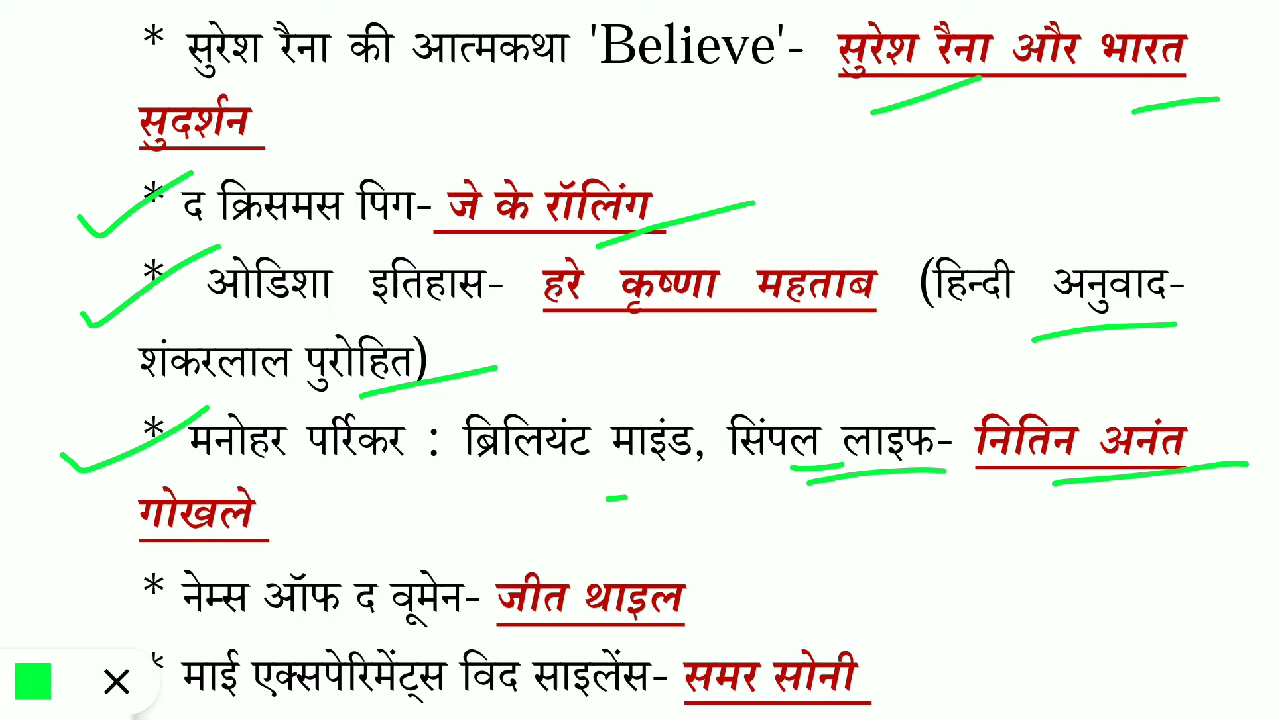 * सुरेश रैना की आत्मकथा 'Believe'- सुरेश रैना और भारत
सुदर्शन
* द क्रिसमस पिग- जे के रॉलिंग
* ओडिशा इतिहास- हरे कृष्णा महताब (हिन्दी अनुवाद-
शंकरलाल पुरोहित)
* मनोहर पर्रिकर : ब्रिलियंट माइंड, सिंपल लाइफ- नितिन अनंत
गोखले
* नेम्स ऑफ द वूमेन- जीत थाइल
* माई एक्सपेरिमेंट्स विद साइलेंस- समर सोनी